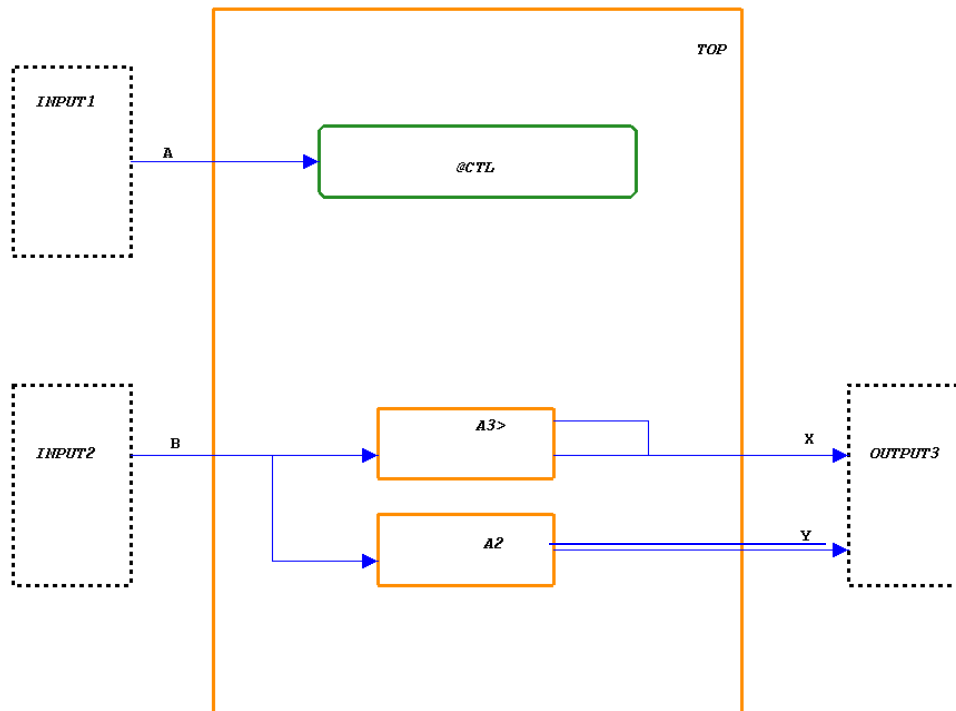 TOP
INPUT1
A
@CTL
A3>
INPUT2
B
X
OUTPUT3
A2
Y